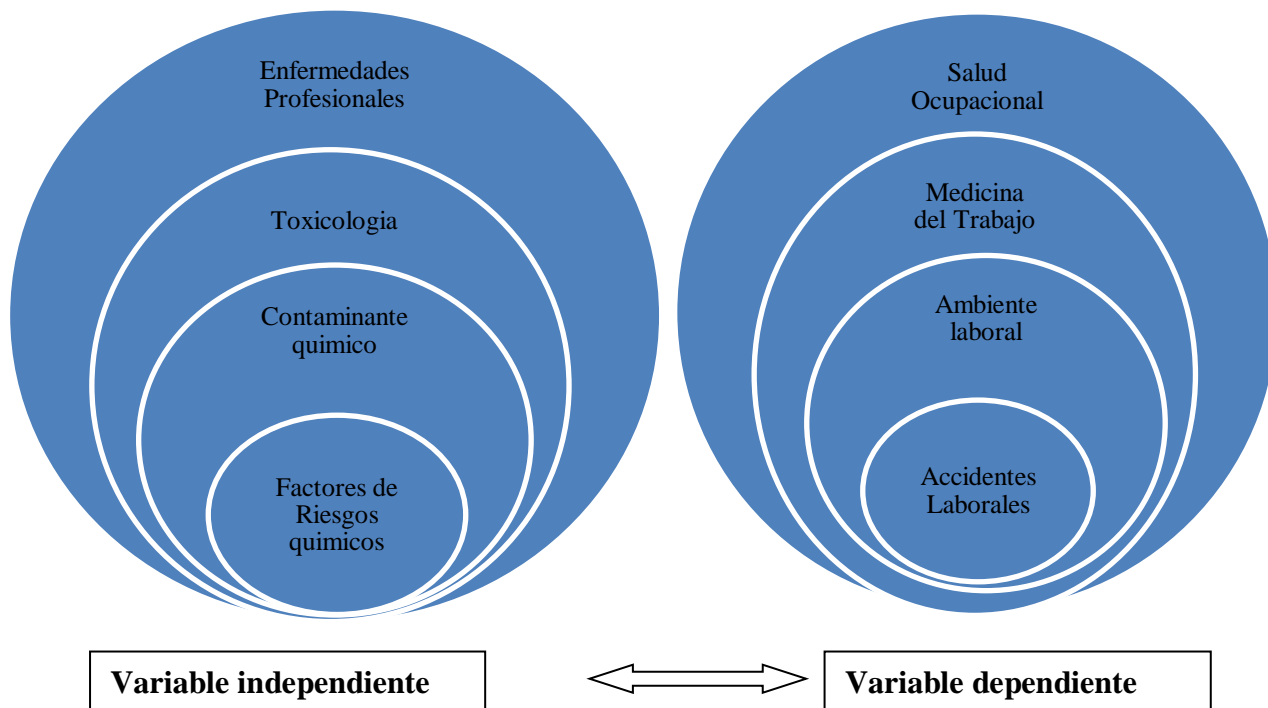 Enfermedades
Profesionales
Toxicologia
Contaminante
quimico
Factores de
Riesgos
quimicos
Salud
Ocupacional
Medicina
del Trabajo
Ambiente
laboral
Accidentes
Laborales
Variable independiente
Variable dependiente